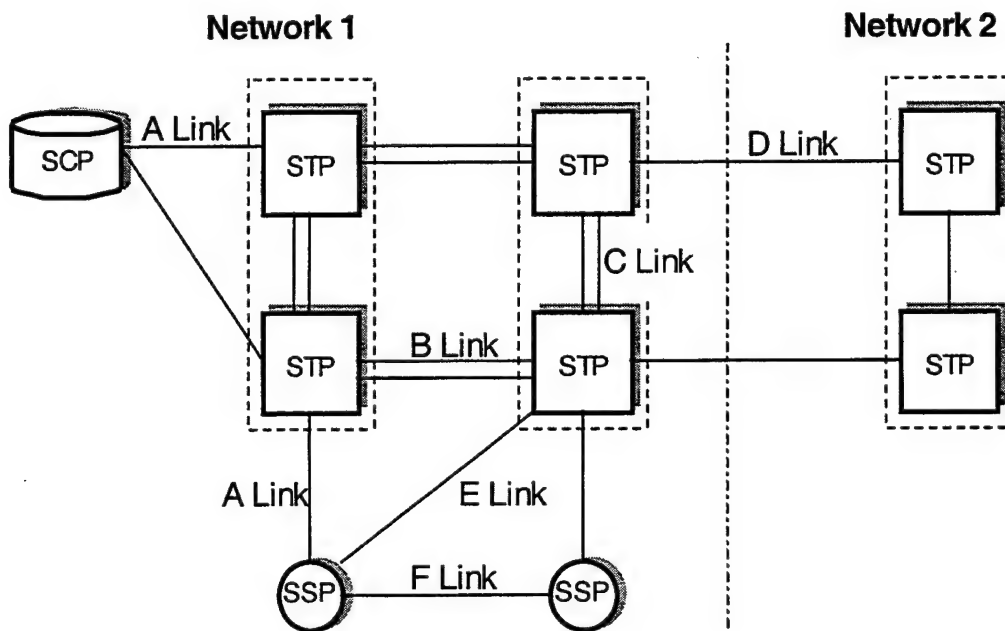 Network 1
Network 2
A Link
SCP
STP
STP
D Link
STP
C Link
STP
B Link
STP
STP
A Link
E Link
SSP
F Link
SSP